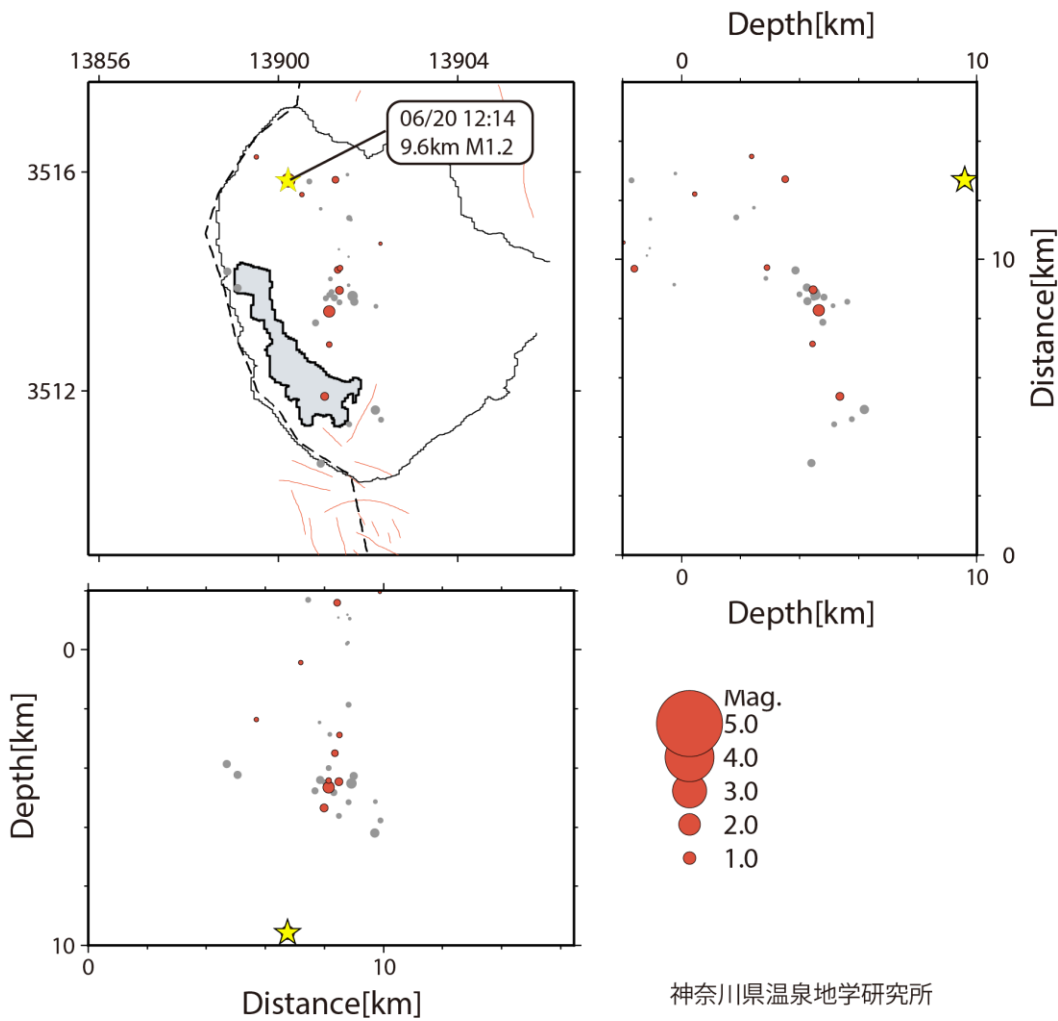 Depth[km]
13856
13900
13904
0
10
06/20 12:14
9.6km M1.2
3516
3512
10
0
Distance[km]
0
10
Depth[km]
0
10
Depth[km]
0
10
Distance[km]
Mag.
5.0
4.0
3.0
2.0
1.0
神奈川県温泉地学研究所